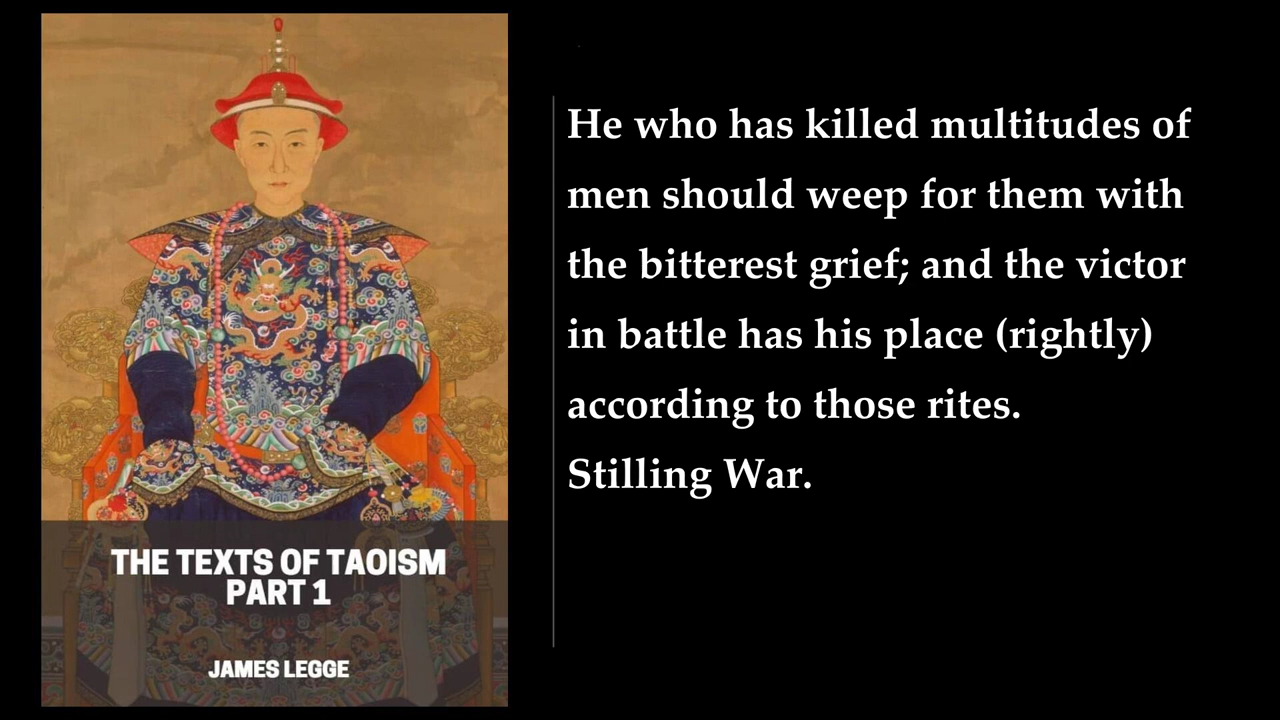 THE TEXTS OF TAOISM
PART 1
JAMES LEGGE
He who has killed multitudes of
men should weep for them with
the bitterest grief; and the victor
in battle has his place (rightly)
according to those rites.
Stilling War.